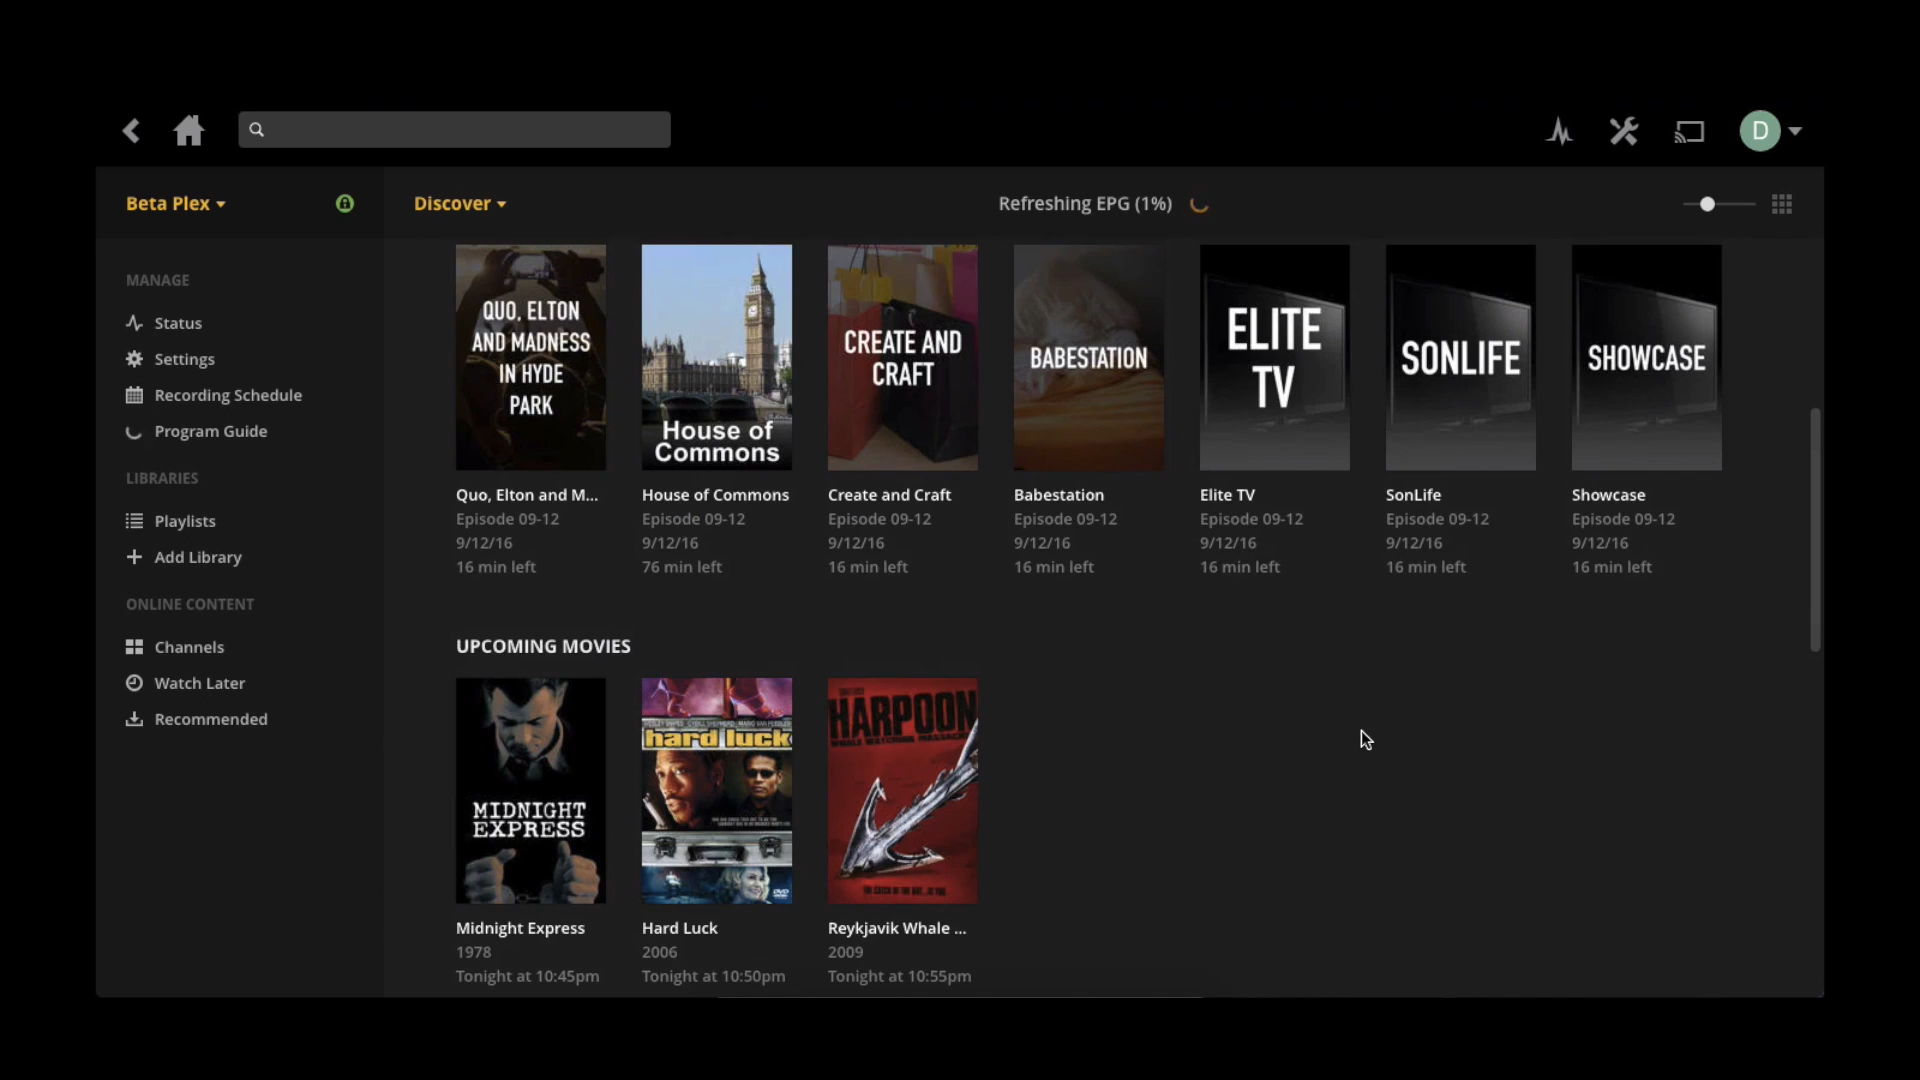 D
Beta Plex
Discover
Refreshing EPG (1%)
MANAGE
Status
Settings
Recording Schedule
Program Guide
LIBRARIES
Playlists
Add Library
ONLINE CONTENT
Channels
Watch Later
Recommended
QUO, ELTON
AND MADNESS
IN HYDE
PARK
Quo, Elton and M...
Episode 09-12
9/12/16
16 min left
House of
Commons
House of Commons
Episode 09-12
9/12/16
76 min left
CREATE AND
CRAFT
Create and Craft
Episode 09-12
9/12/16
16 min left
BABESTATION
Babestation
Episode 09-12
9/12/16
16 min left
ELITE
TV
Elite TV
Episode 09-12
9/12/16
16 min left
SONLIFE
SonLife
Episode 09-12
9/12/16
16 min left
SHOWCASE
Showcase
Episode 09-12
9/12/16
16 min left
UPCOMING MOVIES
MIDNIGHT
EXPRESS
Midnight Express
1978
Tonight at 10:45pm
hard luck
DVD
Hard Luck
2006
Tonight at 10:50pm
HARPOON
WHALE WATCHING MASSACRE
Reykjavik Whale ...
2009
Tonight at 10:55pm